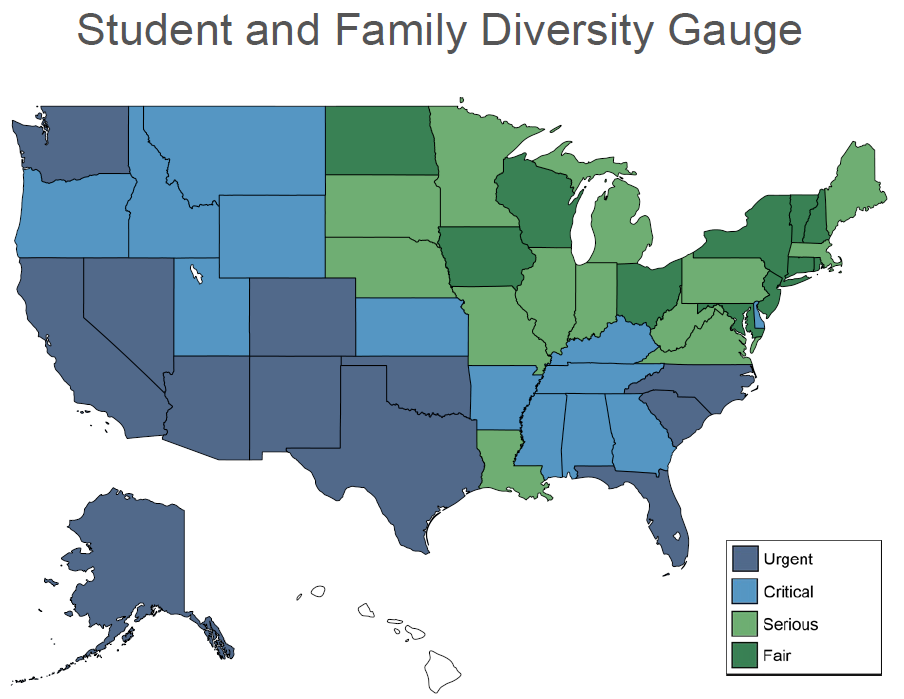 Student and Family Diversity Gauge
Urgent
Critical
Serious
Fair